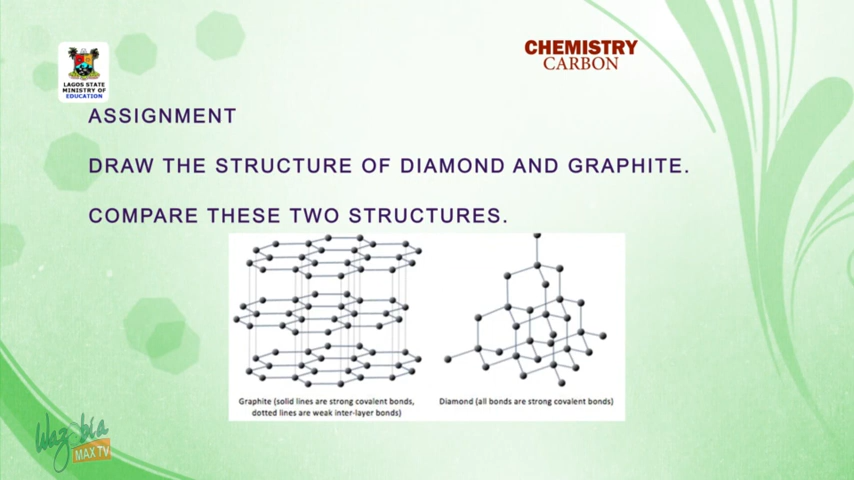 CHEMISTRY
CARBON
LAGOS STATE
MINISTRY OF
EDUCATION
ASSIGNMENT
DRAW THE STRUCTURE OF DIAMOND AND GRAPHITE.
COMPARE THESE TWO STRUCTURES.
Graphite (solid lines are strong covalent bonds,
dotted lines are weak inter-layer bonds)
Diamond (all bonds are strong covalent bonds)
Wazobia
MAX TV